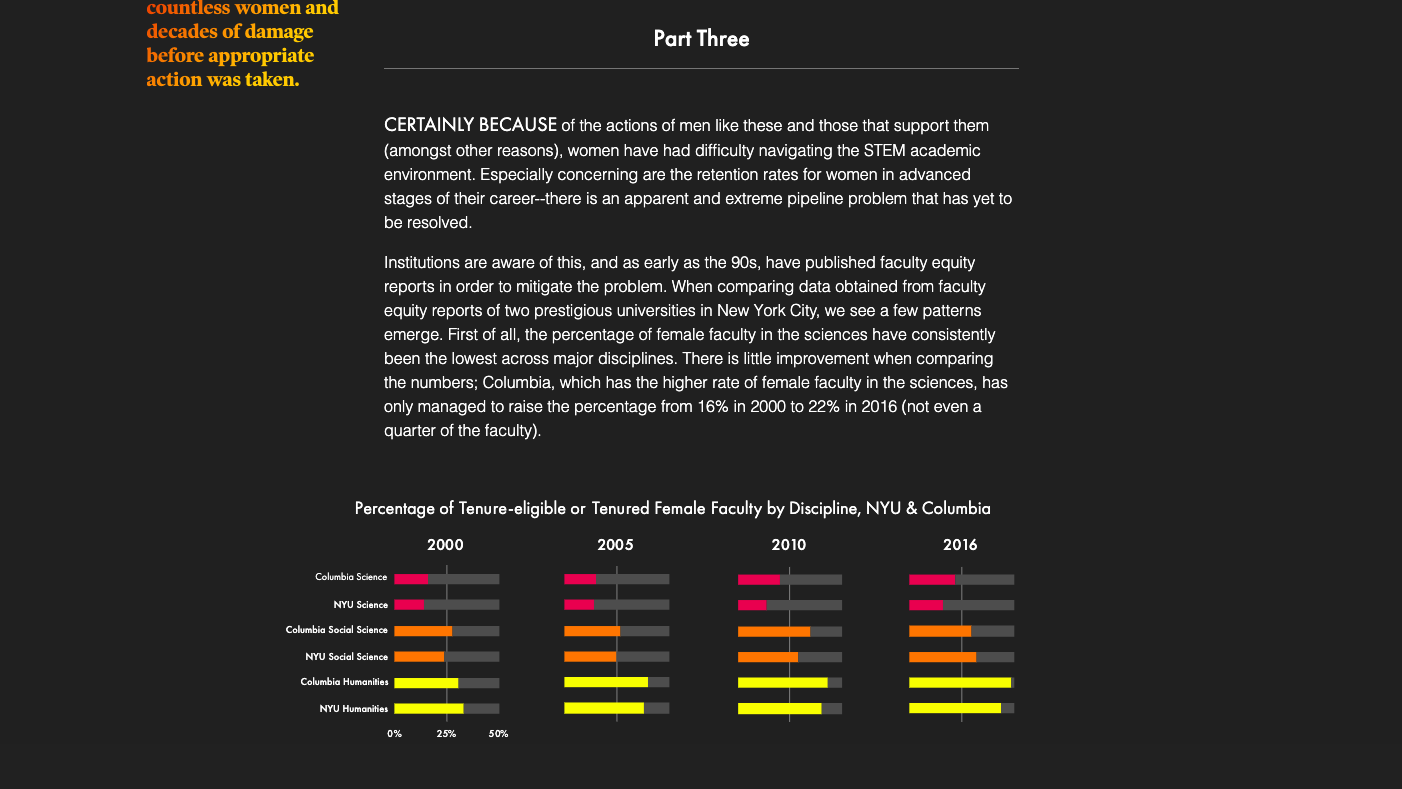 countless women and
decades of damage
before appropriate
action was taken.
Part Three
CERTAINLY BECAUSE of the actions of men like these and those that support them
(amongst other reasons), women have had difficulty navigating the STEM academic
environment. Especially concerning are the retention rates for women in advanced
stages of their career--there is an apparent and extreme pipeline problem that has yet to
be resolved.
Institutions are aware of this, and as early as the 90s, have published faculty equity
reports in order to mitigate the problem. When comparing data obtained from faculty
equity reports of two prestigious universities in New York City, we see a few patterns
emerge. First of all, the percentage of female faculty in the sciences have consistently
been the lowest across major disciplines. There is little improvement when comparing
the numbers; Columbia, which has the higher rate of female faculty in the sciences, has
only managed to raise the percentage from 16% in 2000 to 22% in 2016 (not even a
quarter of the faculty).
Percentage of Tenure-eligible or Tenured Female Faculty by Discipline, NYU & Columbia
2000 2005 2010 2016
Columbia Science
NYU Science
Columbia Social Science
NYU Social Science
Columbia Humanities
NYU Humanities
0% 25% 50%